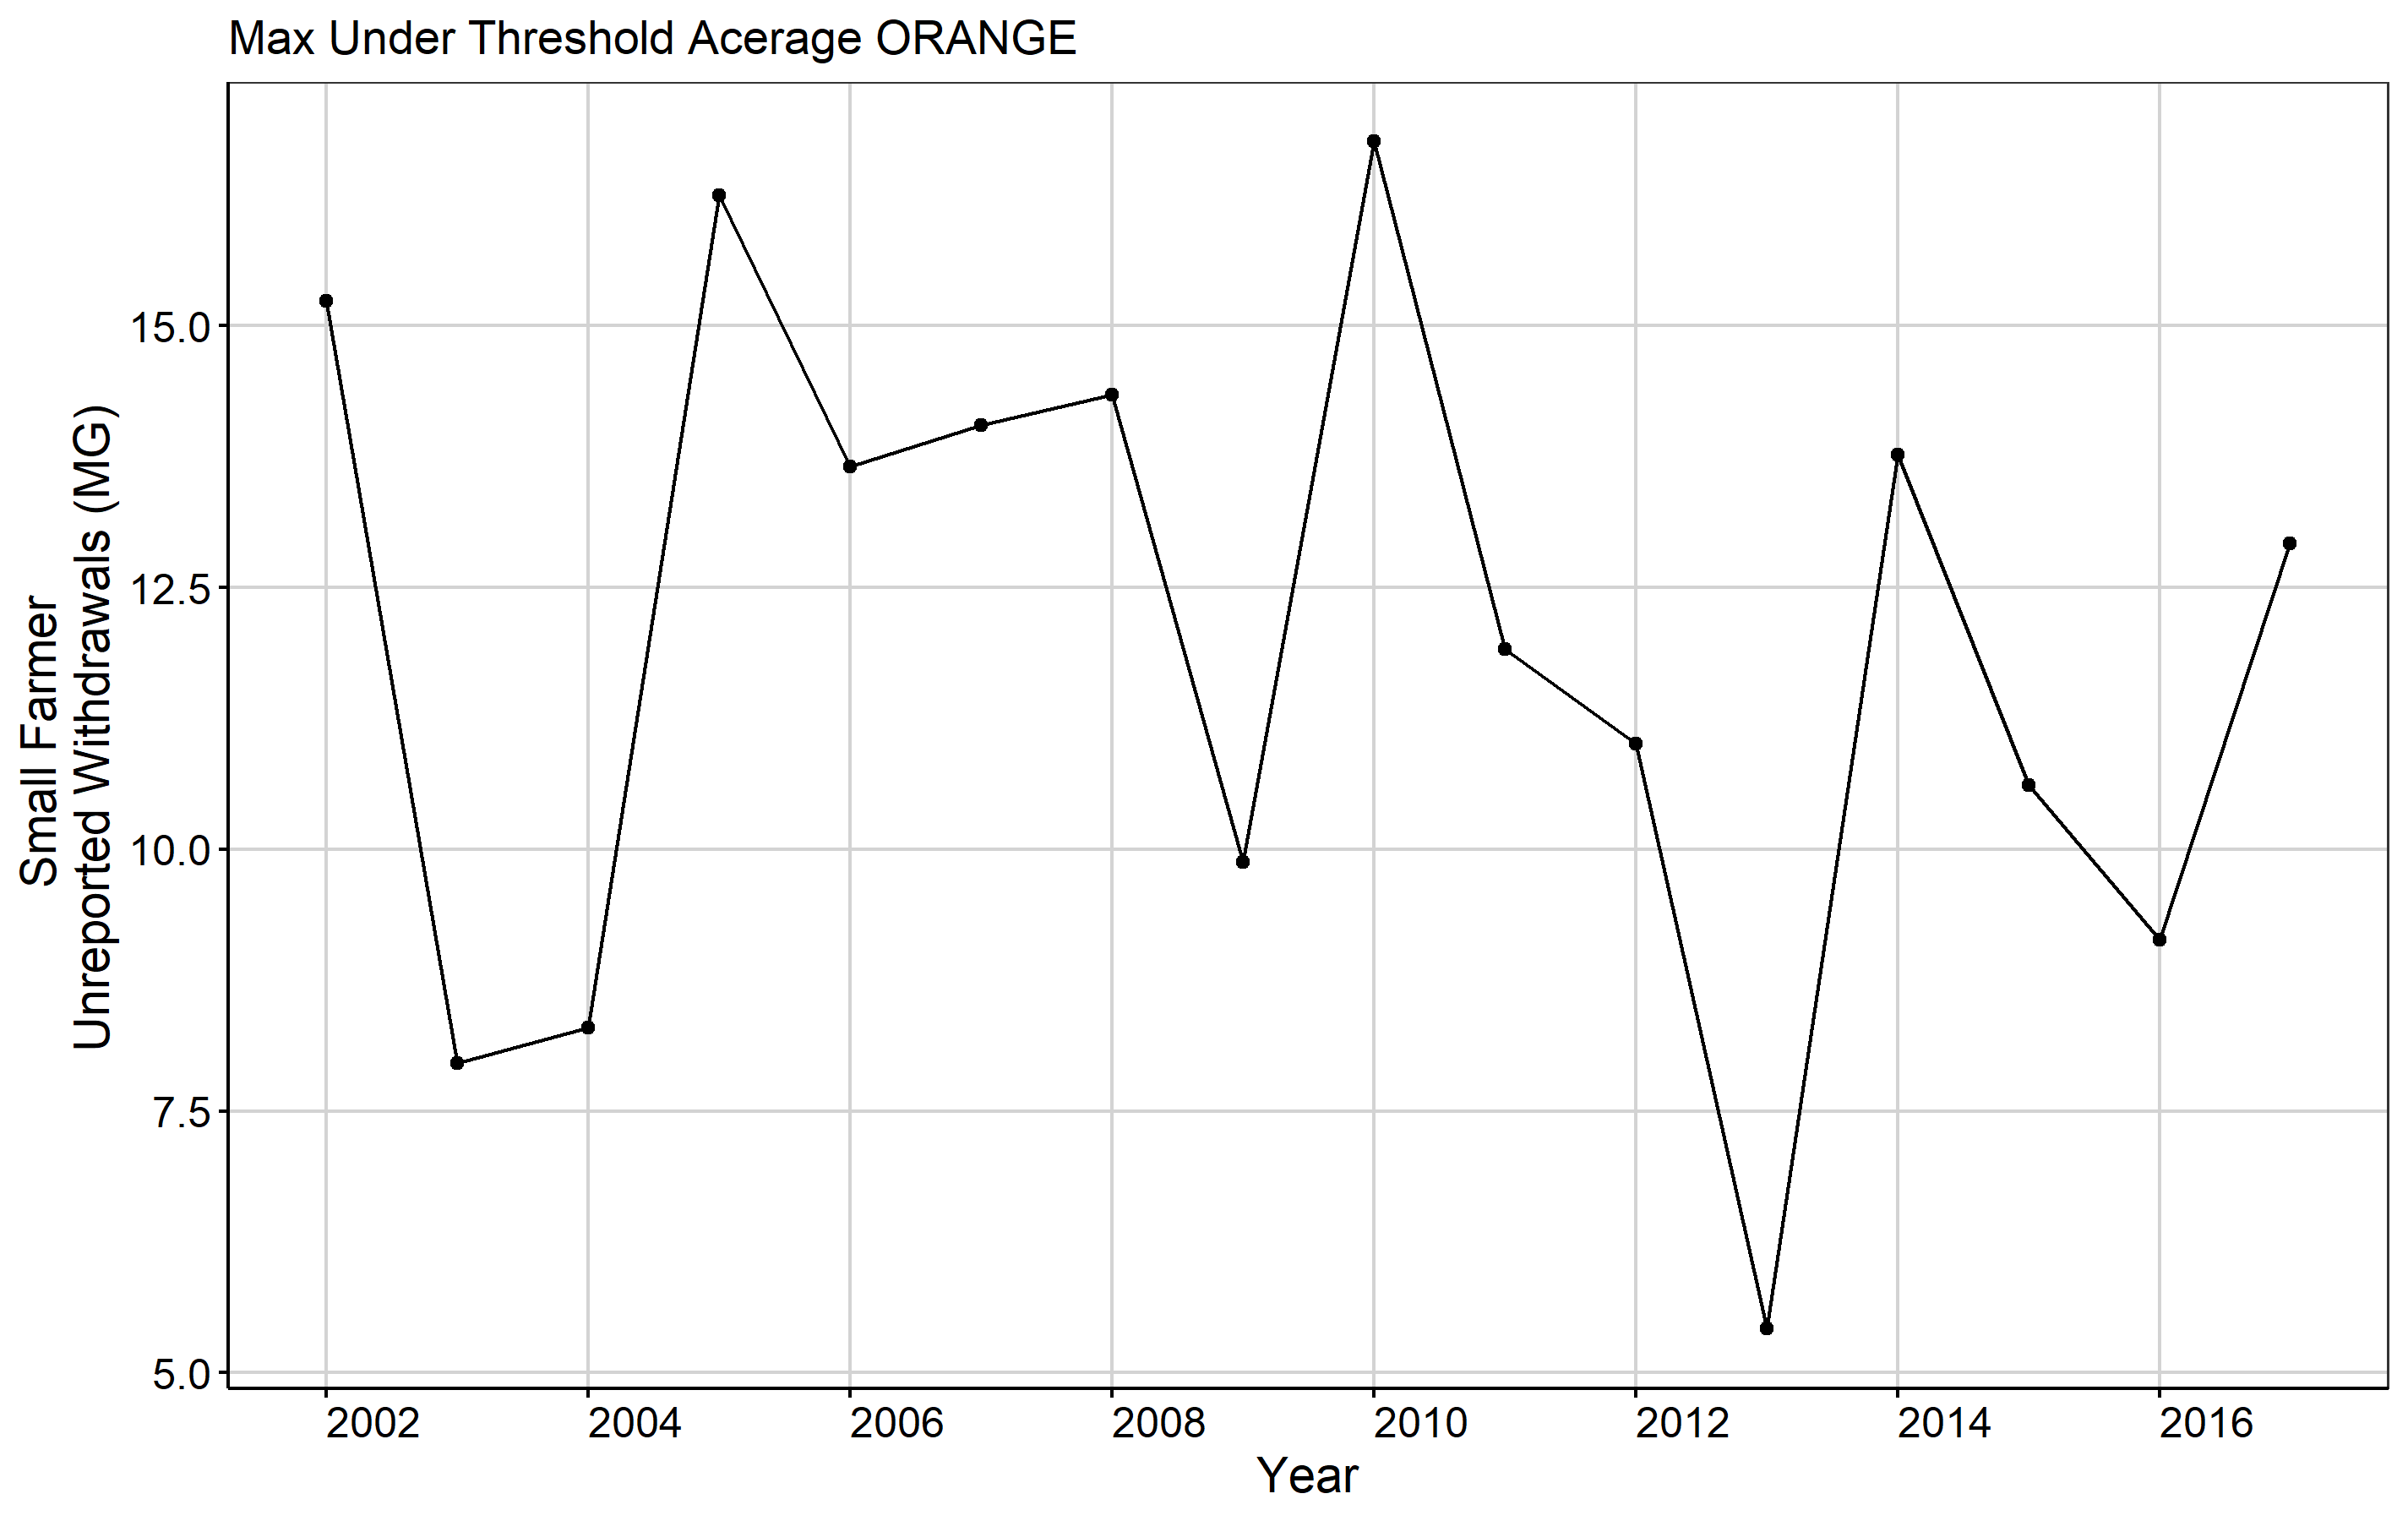 Max Under Threshold Acerage ORANGE
Small Farmer
Unreported Withdrawals (MG)
15.0
12.5
10.0
7.5
5.0
2002 2004 2006 2008 2010 2012 2014 2016
Year